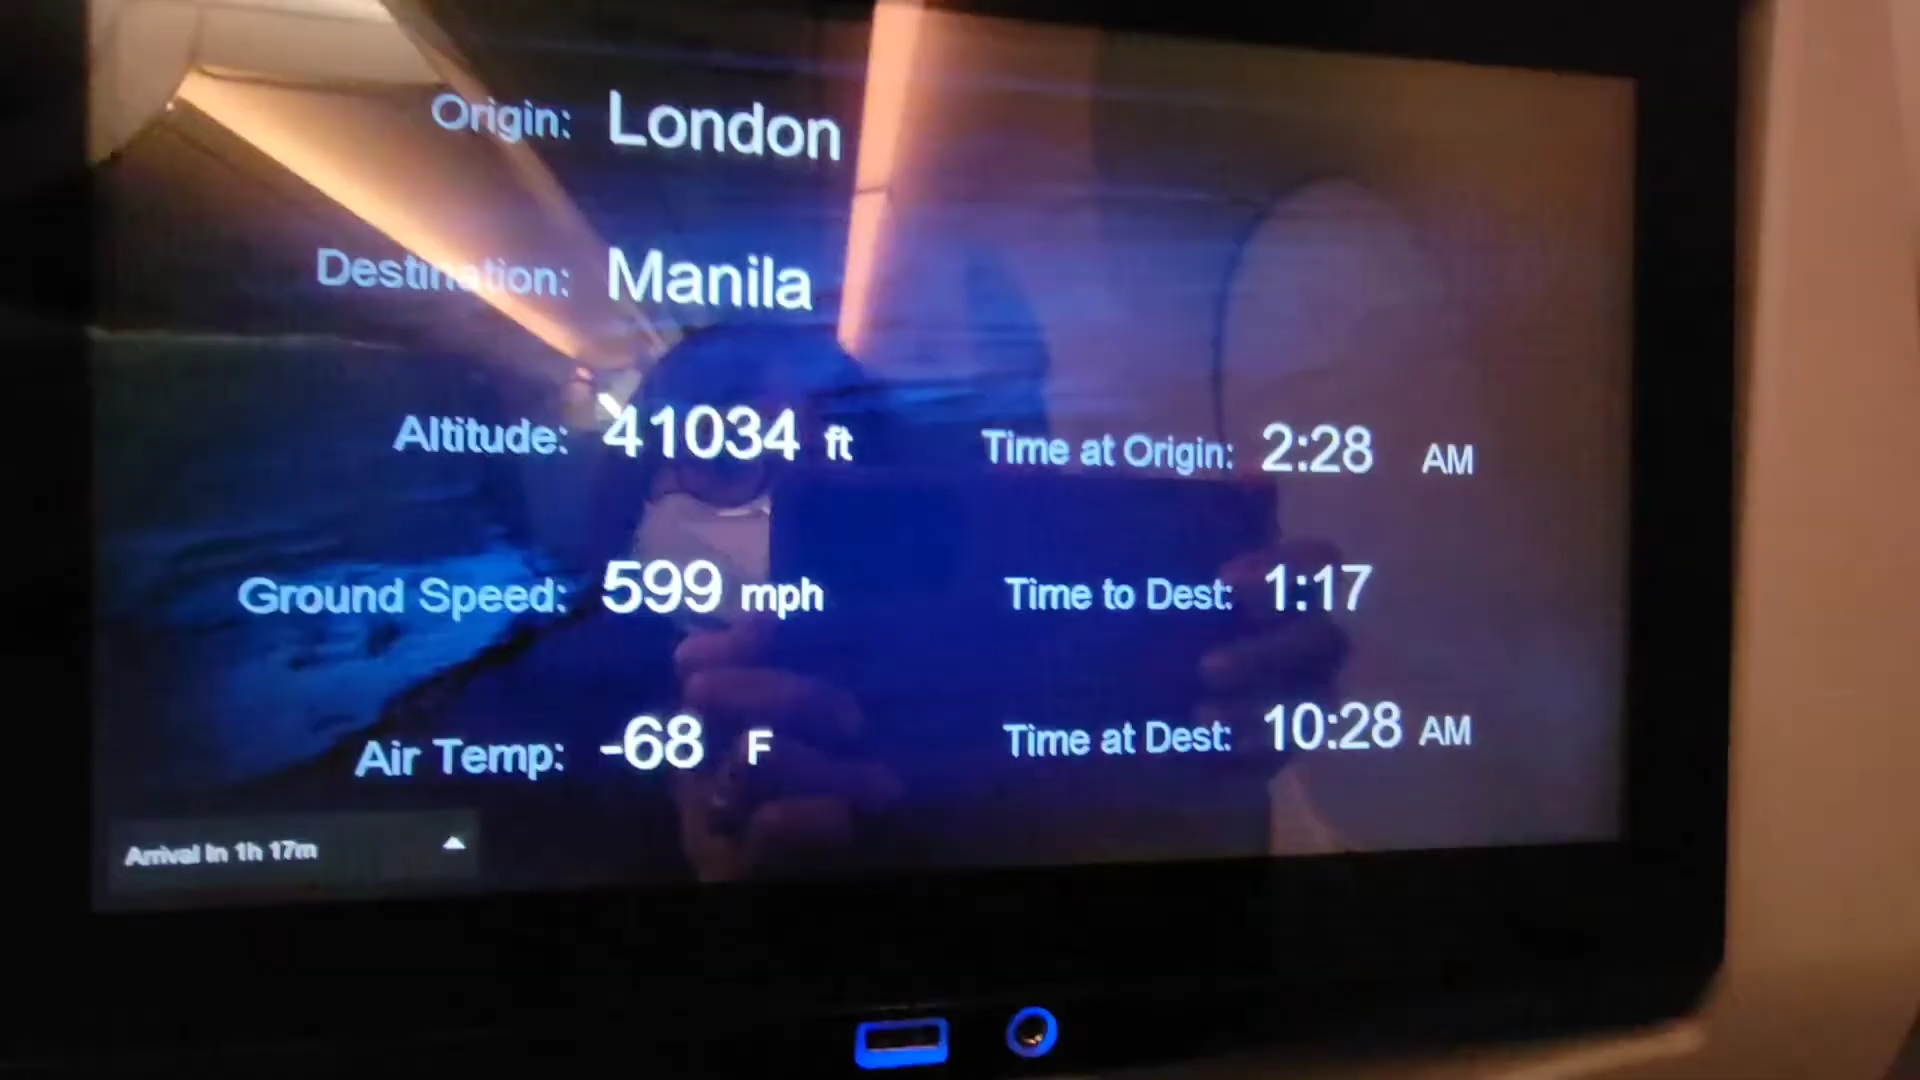 Origin: London
Destination: Manila
Altitude: 41034 ft
Time at Origin: 2:28 AM
Ground Speed: 599 mph
Time to Dest: 1:17
Air Temp: -68 F
Time at Dest: 10:28 AM
Arrival In 1h 17m